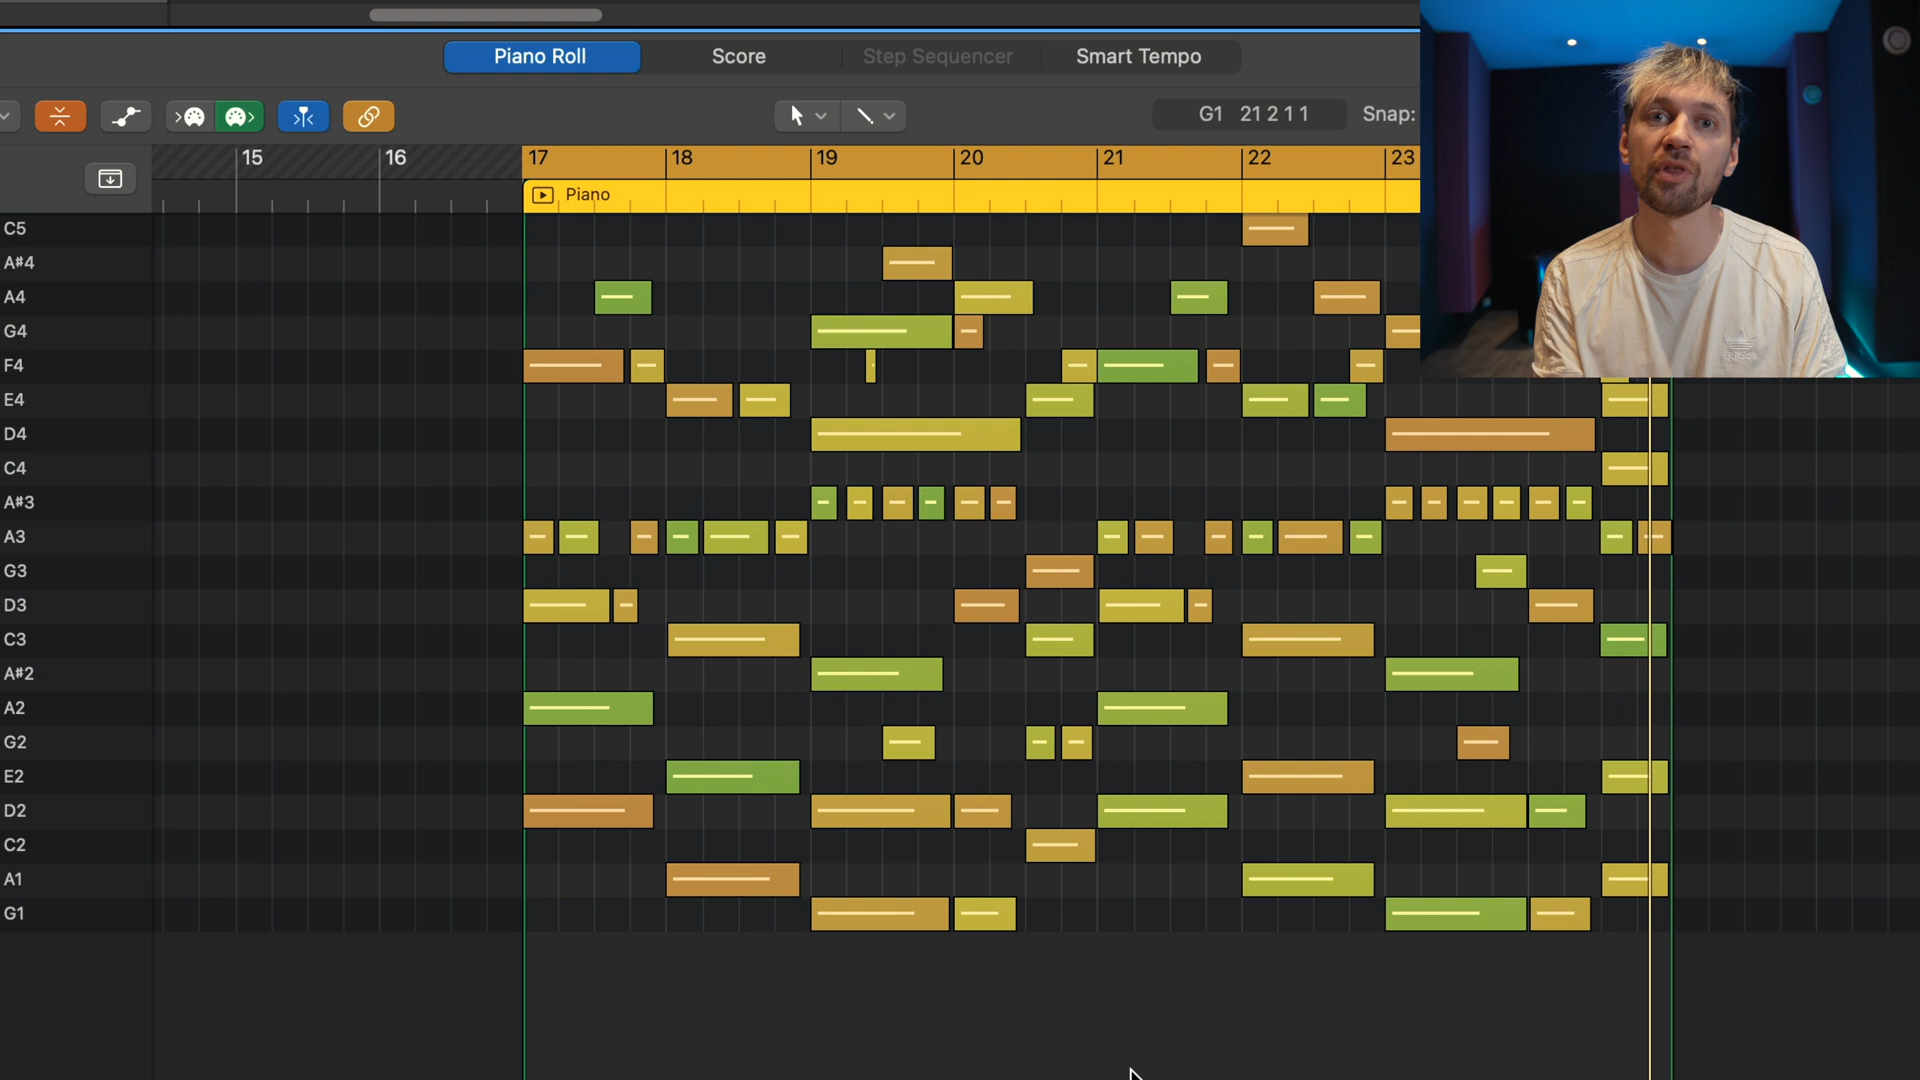 Piano Roll Score Step Sequencer Smart Tempo
G1 21 2 1 1 Snap:
15 16 17 18 19 20 21 22 23
Piano
C5
A#4
A4
G4
F4
E4
D4
C4
A#3
A3
G3
D3
C3
A#2
A2
G2
E2
D2
C2
A1
G1
adidas